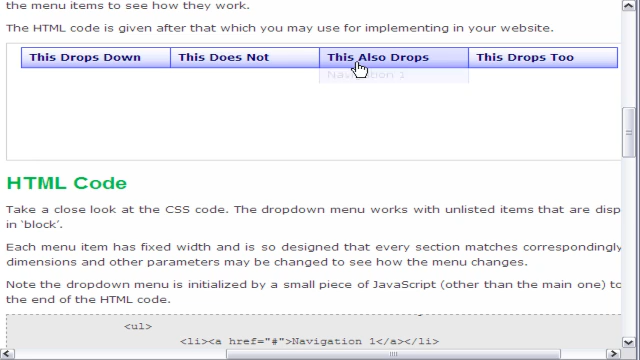 the menu items to see how they work.
The HTML code is given after that which you may use for implementing in your website.
This Drops Down This Does Not This Also Drops This Drops Too
Navigation 1
HTML Code
Take a close look at the CSS code. The dropdown menu works with unlisted items that are disp
in ‘block’.
Each menu item has fixed width and is so designed that every section matches correspondingly
dimensions and other parameters may be changed to see how the menu changes.
Note the dropdown menu is initialized by a small piece of JavaScript (other than the main one) to
the end of the HTML code.
<ul>
<li><a href="#">Navigation 1</a></li>